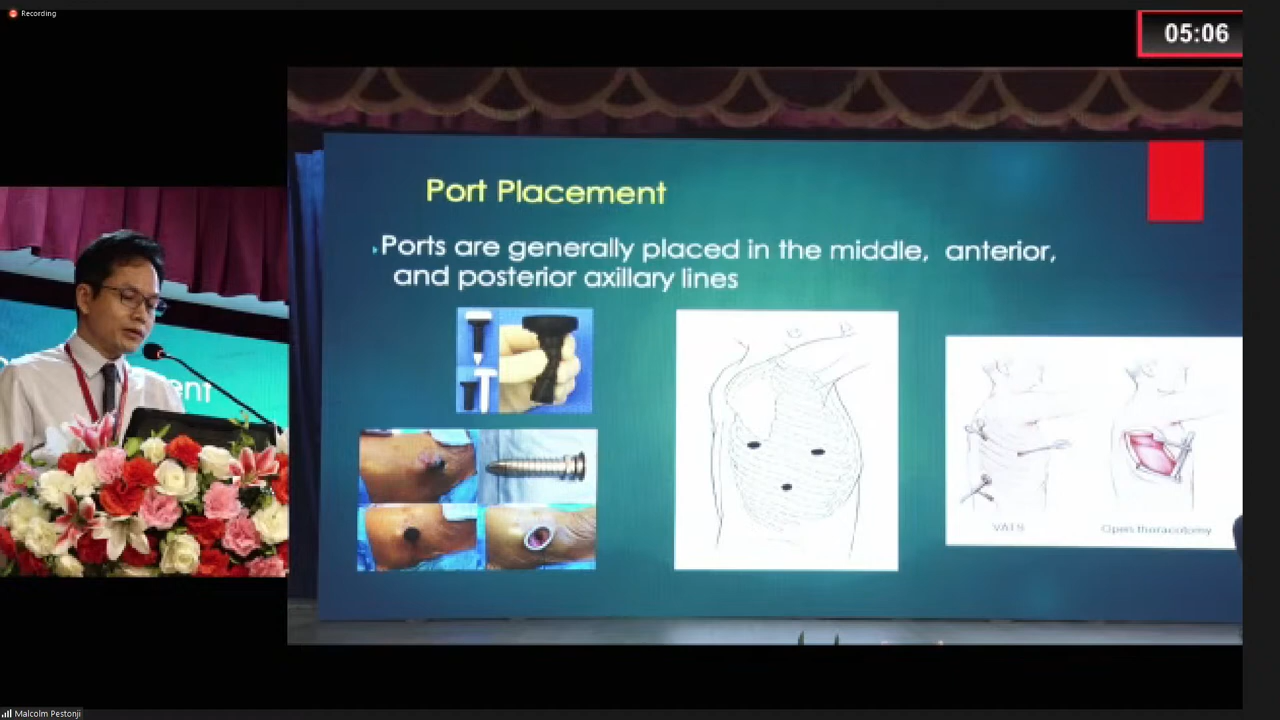 Recording
05:06
Port Placement
Ports are generally placed in the middle, anterior,
and posterior axillary lines
ent
VATS
Open thoracotomy
Malcolm Pestonji